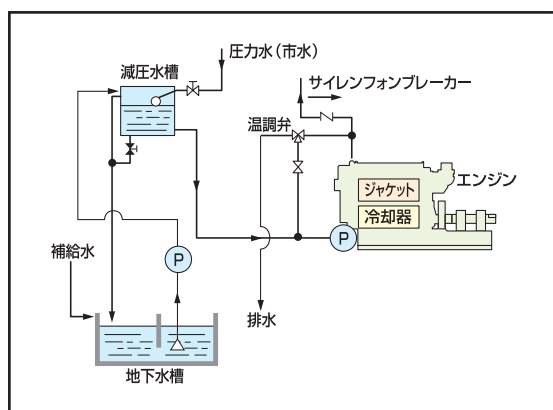 圧力水(市水)
減圧水槽
サイレンフォンブレーカー
温調弁
エンジン
ジャケット
冷却器
P
P
補給水
排水
地下水槽